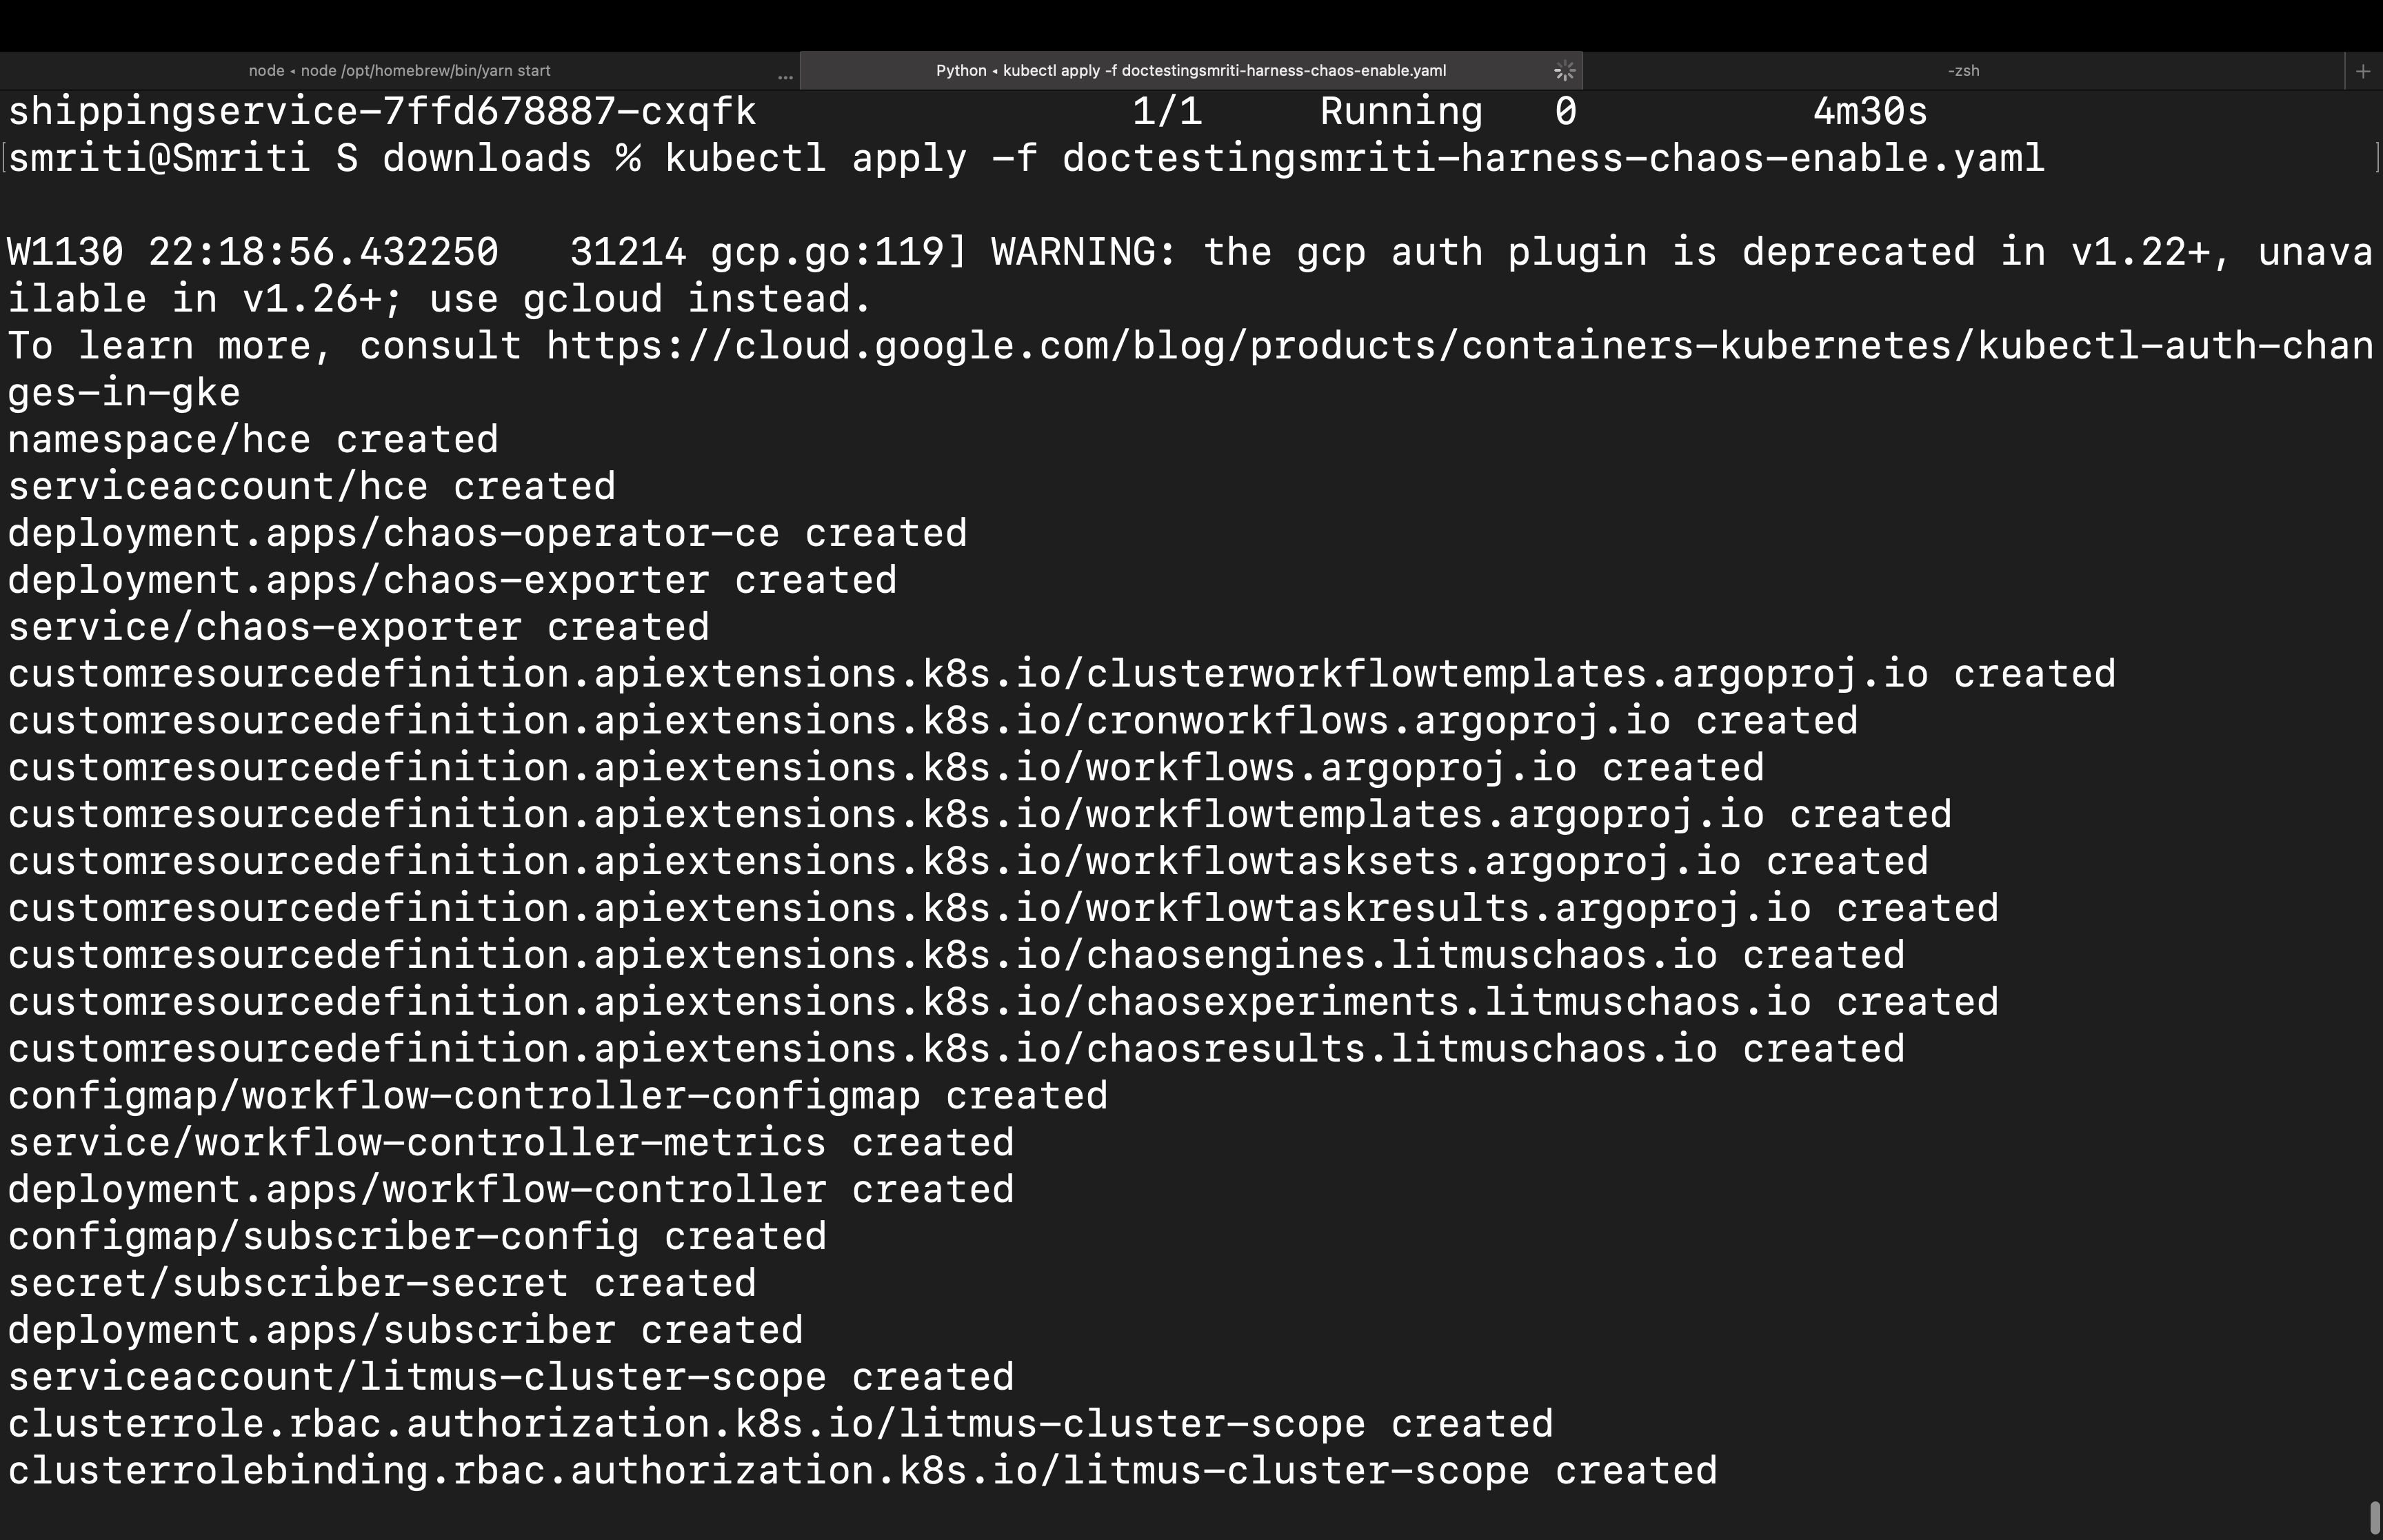 node ◂ node /opt/homebrew/bin/yarn start ... Python ◂ kubectl apply -f doctestingsmriti-harness-chaos-enable.yaml -zsh +
shippingservice-7ffd678887-cxqfk 1/1 Running 0 4m30s
[smriti@Smriti S downloads % kubectl apply -f doctestingsmriti-harness-chaos-enable.yaml ]
W1130 22:18:56.432250 31214 gcp.go:119] WARNING: the gcp auth plugin is deprecated in v1.22+, unava
ilable in v1.26+; use gcloud instead.
To learn more, consult https://cloud.google.com/blog/products/containers-kubernetes/kubectl-auth-chan
ges-in-gke
namespace/hce created
serviceaccount/hce created
deployment.apps/chaos-operator-ce created
deployment.apps/chaos-exporter created
service/chaos-exporter created
customresourcedefinition.apiextensions.k8s.io/clusterworkflowtemplates.argoproj.io created
customresourcedefinition.apiextensions.k8s.io/cronworkflows.argoproj.io created
customresourcedefinition.apiextensions.k8s.io/workflows.argoproj.io created
customresourcedefinition.apiextensions.k8s.io/workflowtemplates.argoproj.io created
customresourcedefinition.apiextensions.k8s.io/workflowtasksets.argoproj.io created
customresourcedefinition.apiextensions.k8s.io/workflowtaskresults.argoproj.io created
customresourcedefinition.apiextensions.k8s.io/chaosengines.litmuschaos.io created
customresourcedefinition.apiextensions.k8s.io/chaosexperiments.litmuschaos.io created
customresourcedefinition.apiextensions.k8s.io/chaosresults.litmuschaos.io created
configmap/workflow-controller-configmap created
service/workflow-controller-metrics created
deployment.apps/workflow-controller created
configmap/subscriber-config created
secret/subscriber-secret created
deployment.apps/subscriber created
serviceaccount/litmus-cluster-scope created
clusterrole.rbac.authorization.k8s.io/litmus-cluster-scope created
clusterrolebinding.rbac.authorization.k8s.io/litmus-cluster-scope created